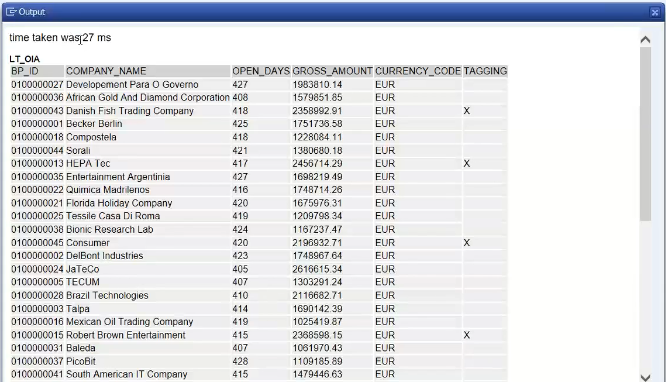 Output
time taken was 27 ms
LT_OIA
BP_ID COMPANY_NAME OPEN_DAYS GROSS_AMOUNT CURRENCY_CODE TAGGING
0100000027 Developement Para O Governo 427 1983810.14 EUR
0100000036 African Gold And Diamond Corporation 408 1579851.85 EUR
0100000043 Danish Fish Trading Company 418 2358992.91 EUR X
0100000001 Becker Berlin 425 1751736.58 EUR
0100000018 Compostela 418 1228084.11 EUR
0100000044 Sorali 421 1380680.18 EUR
0100000013 HEPA Tec 417 2456714.29 EUR X
0100000035 Entertainment Argentinia 427 1698219.49 EUR
0100000022 Quimica Madrilenos 416 1748714.26 EUR
0100000021 Florida Holiday Company 420 1675976.31 EUR
0100000025 Tessile Casa Di Roma 419 1209798.34 EUR
0100000038 Bionic Research Lab 424 1167237.47 EUR
0100000045 Consumer 420 2196932.71 EUR X
0100000002 DelBont Industries 423 1748967.64 EUR
0100000024 JaTeCo 405 2616615.34 EUR
0100000005 TECUM 407 1303291.24 EUR
0100000028 Brazil Technologies 410 2116682.71 EUR
0100000003 Talpa 414 1690142.39 EUR
0100000016 Mexican Oil Trading Company 419 1025419.87 EUR
0100000015 Robert Brown Entertainment 415 2368598.15 EUR X
0100000031 Baleda 407 1061970.43 EUR
0100000037 PicoBit 428 1109185.89 EUR
0100000041 South American IT Company 415 1479446.63 EUR